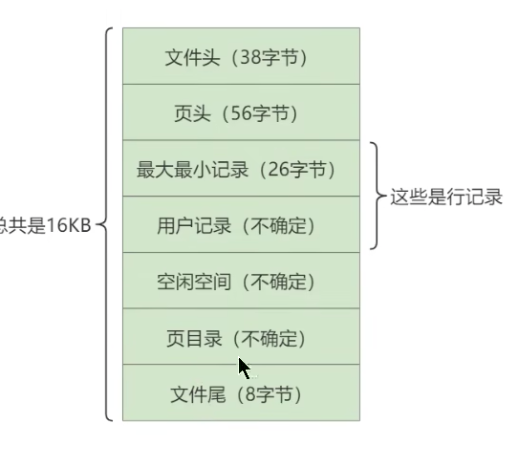 文件头（38字节）
页头（56字节）
最大最小记录（26字节）
这些是行记录
总共是16KB
用户记录（不确定）
空闲空间（不确定）
页目录（不确定）
文件尾（8字节）